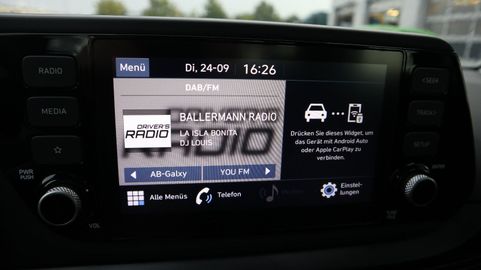 RADIO
MEDIA
PWR
PUSH
VOL
Menü
Di, 24-09
16:26
DAB/FM
DRIVER'S
RADIO
BALLERMANN RADIO
LA ISLA BONITA
DJ LOUIS
AB-Galxy
YOU FM
Drücken Sie dieses Widget, um
das Gerät mit Android Auto
oder Apple CarPlay zu
verbinden.
Alle Menüs
Telefon
Einstel-
lungen
< SEEK
TRACK >
SETUP